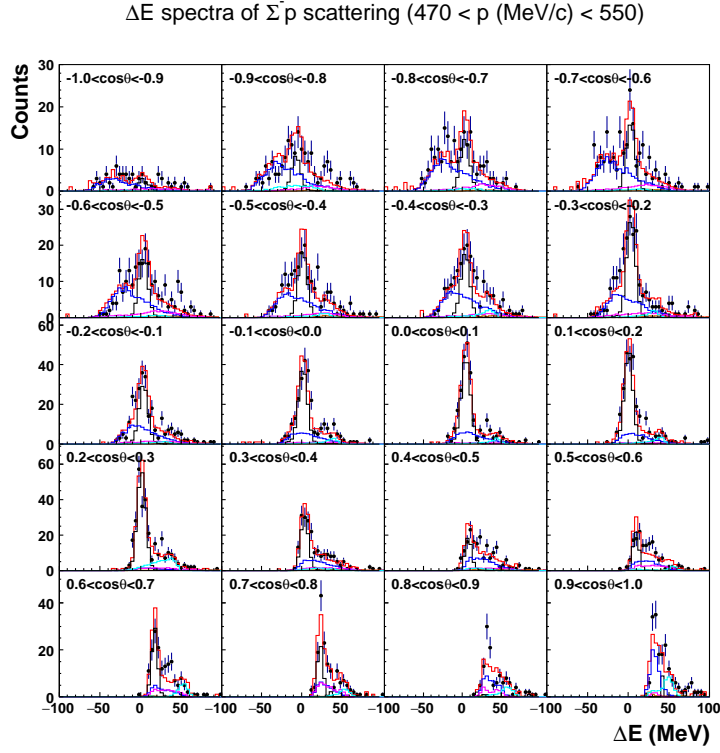 ΔE spectra of Σ⁻p scattering (470 < p (MeV/c) < 550)
Counts
30
20
10
0
-1.0<cosθ<-0.9
-0.9<cosθ<-0.8
-0.8<cosθ<-0.7
-0.7<cosθ<-0.6
30
20
10
0
-0.6<cosθ<-0.5
-0.5<cosθ<-0.4
-0.4<cosθ<-0.3
-0.3<cosθ<-0.2
60
40
20
0
-0.2<cosθ<-0.1
-0.1<cosθ<0.0
0.0<cosθ<0.1
0.1<cosθ<0.2
60
40
20
0
0.2<cosθ<0.3
0.3<cosθ<0.4
0.4<cosθ<0.5
0.5<cosθ<0.6
40
20
0
0.6<cosθ<0.7
0.7<cosθ<0.8
0.8<cosθ<0.9
0.9<cosθ<1.0
−100 −50 0 50 −100 −50 0 50 −100 −50 0 50 −100 −50 0 50 100
ΔE (MeV)